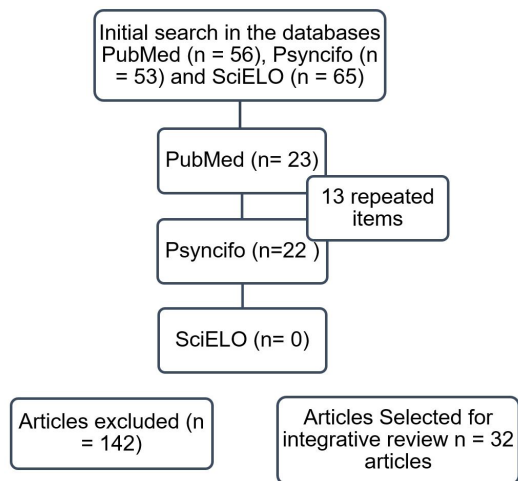 Initial search in the databases
PubMed (n = 56), Psyncifo (n
= 53) and SciELO (n = 65)
PubMed (n= 23)
13 repeated
items
Psyncifo (n=22 )
SciELO (n= 0)
Articles excluded (n
= 142)
Articles Selected for
integrative review n = 32
articles